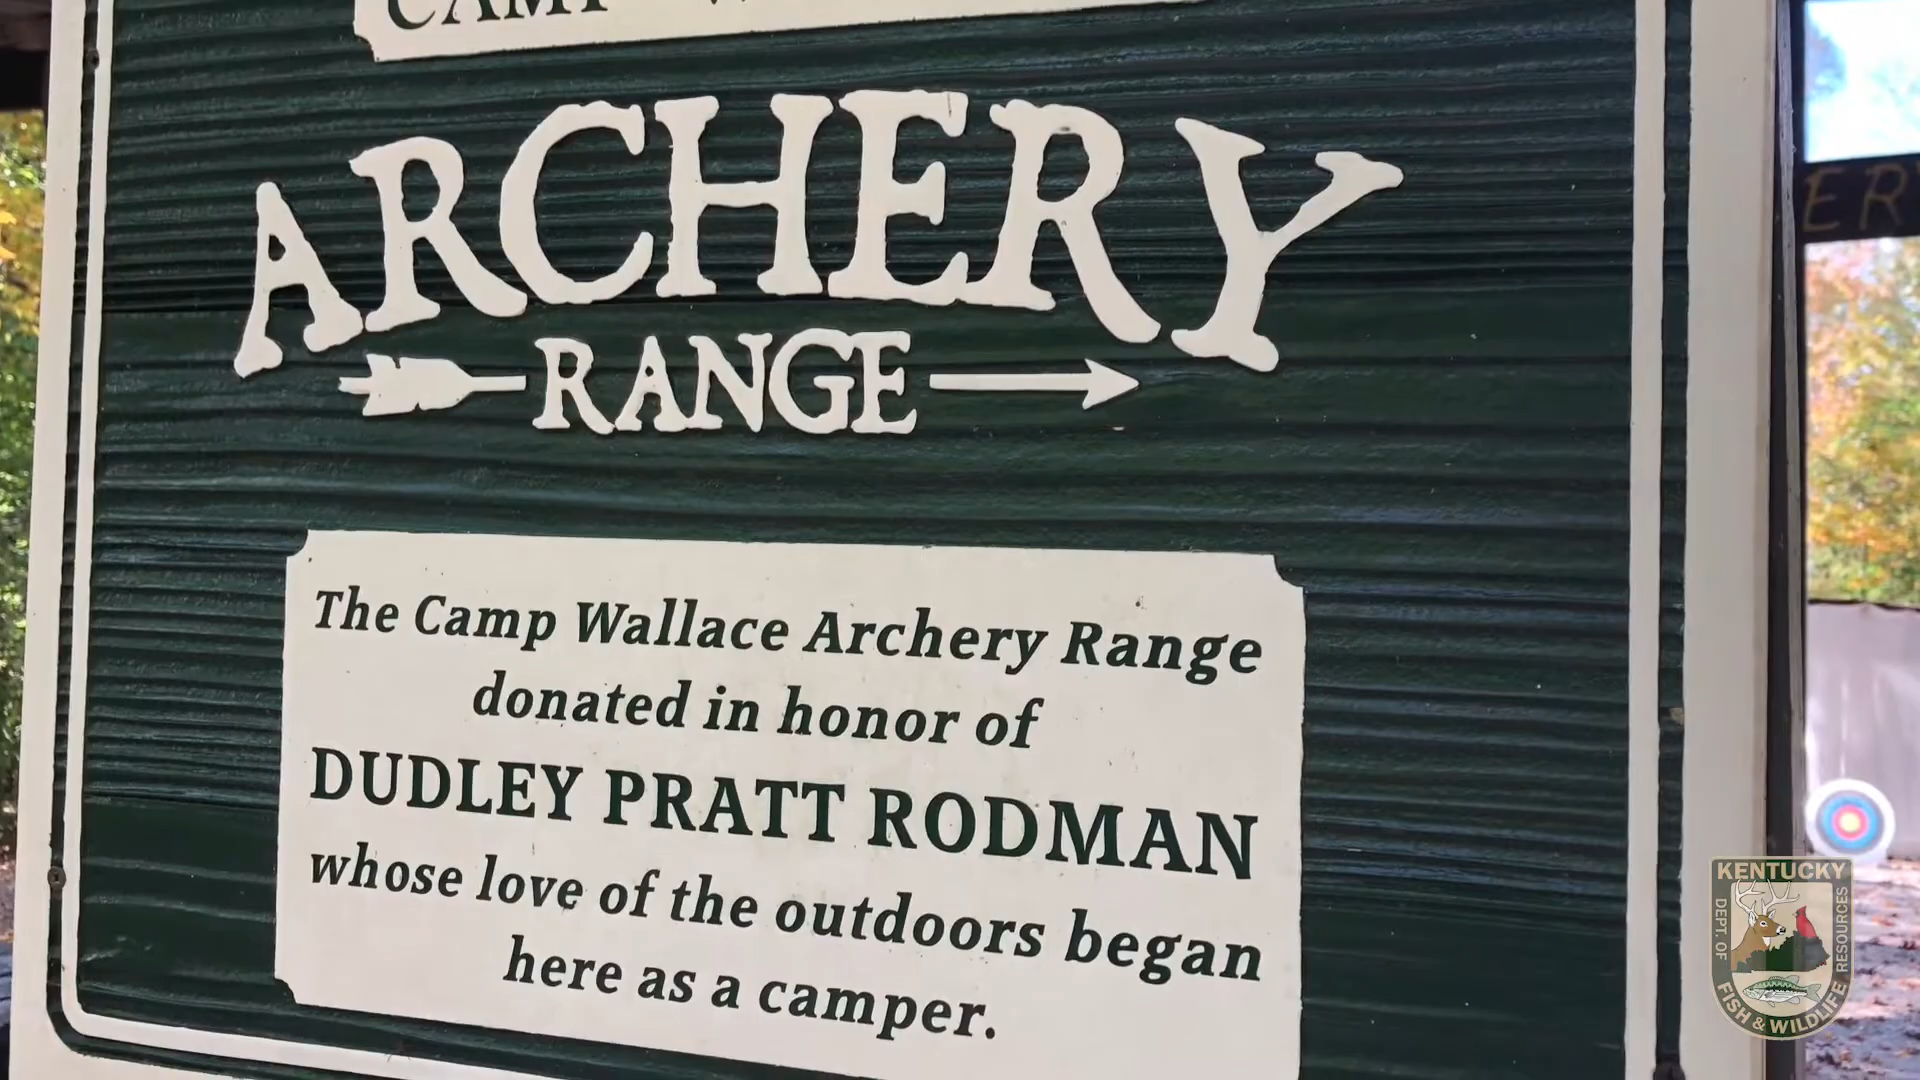 CAMP
ARCHERY
RANGE
The Camp Wallace Archery Range
donated in honor of
DUDLEY PRATT RODMAN
whose love of the outdoors began
here as a camper.
KENTUCKY
DEPT. OF
FISH & WILDLIFE
RESOURCES